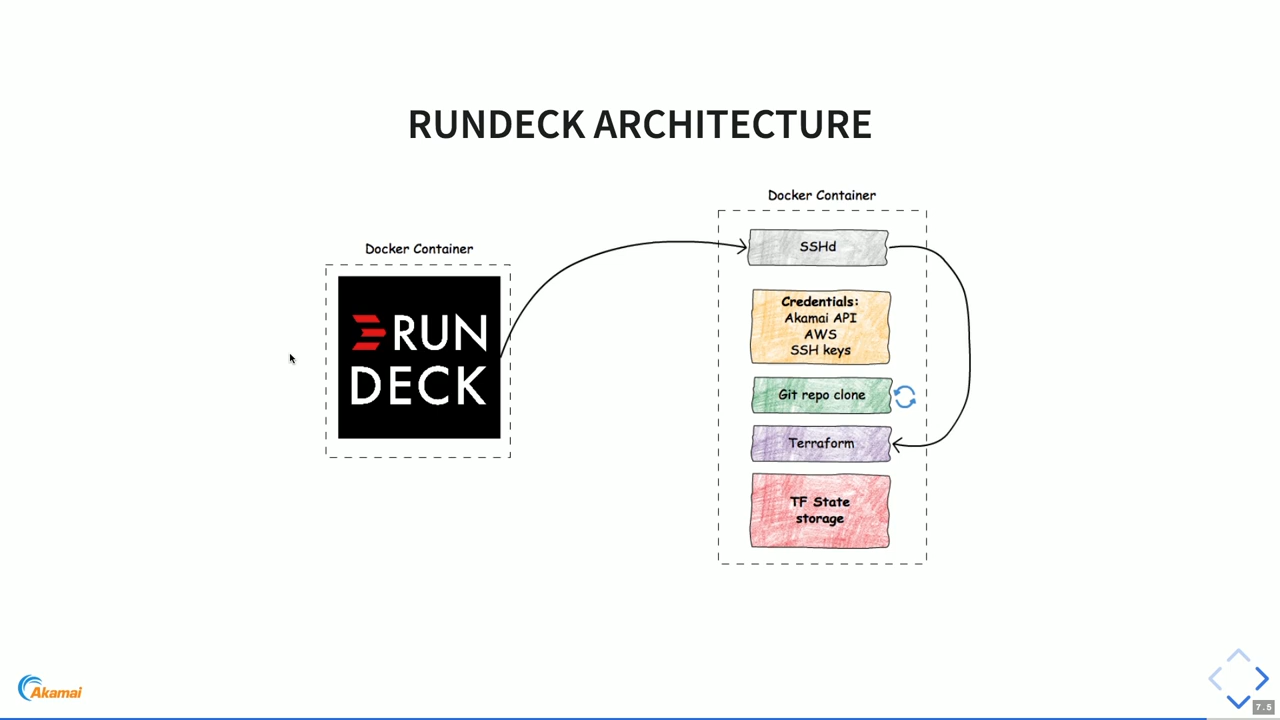 RUNDECK ARCHITECTURE
Docker Container
RUN
DECK
Docker Container
SSHd
Credentials:
Akamai API
AWS
SSH keys
Git repo clone
Terraform
TF State
storage
Akamai
7.5